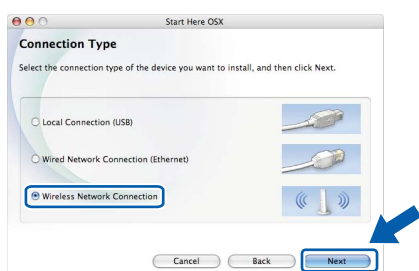 Start Here OSX
Connection Type
Select the connection type of the device you want to install, and then click Next.
Local Connection (USB)
Wired Network Connection (Ethernet)
Wireless Network Connection
Cancel Back Next